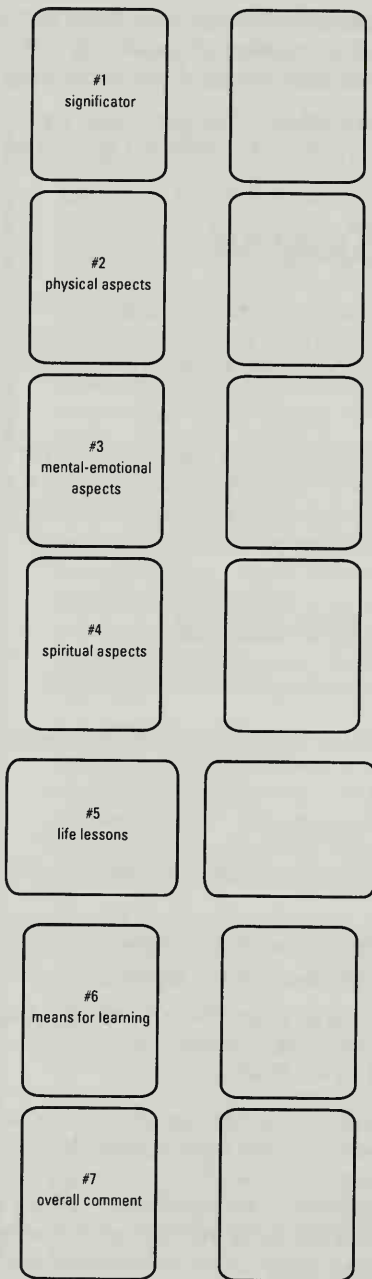 #1
significator
#2
physical aspects
#3
mental-emotional
aspects
#4
spiritual aspects
#5
life lessons
#6
means for learning
#7
overall comment